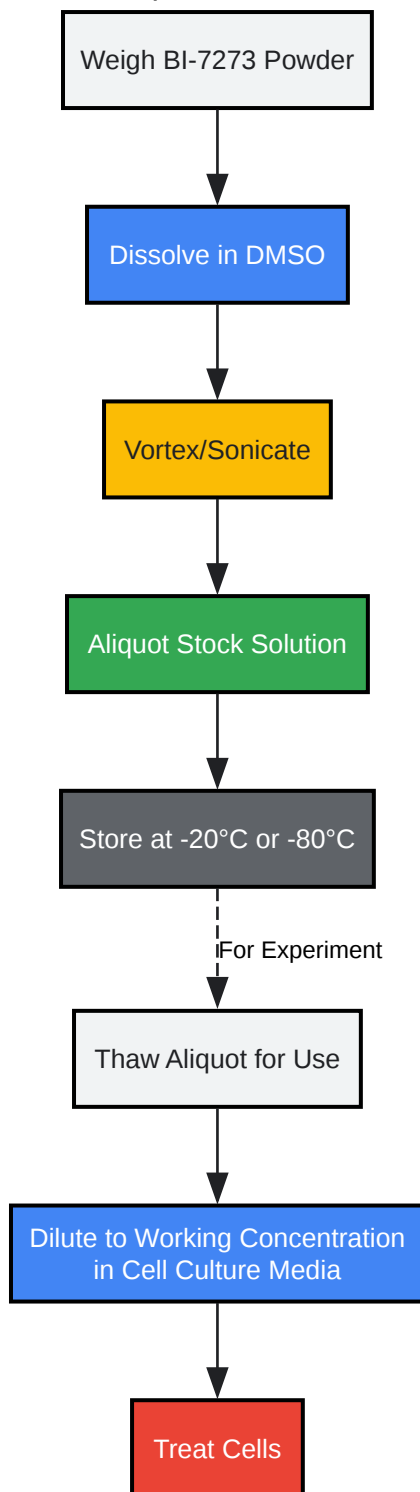 Weigh BI-7273 Powder
Dissolve in DMSO
Vortex/Sonicate
Aliquot Stock Solution
Store at -20°C or -80°C
For Experiment
Thaw Aliquot for Use
Dilute to Working Concentration
in Cell Culture Media
Treat Cells